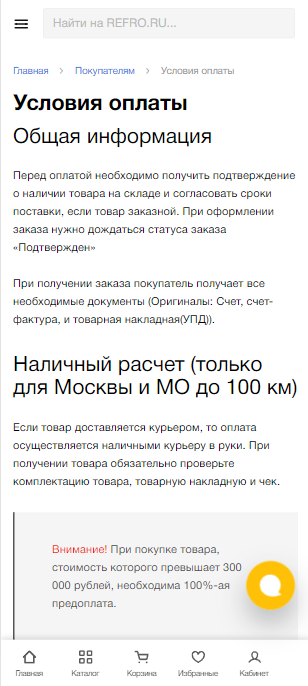 Найти на REFRO.RU...
Главная > Покупателям > Условия оплаты
Условия оплаты
Общая информация
Перед оплатой необходимо получить подтверждение
о наличии товара на складе и согласовать сроки
поставки, если товар заказной. При оформлении
заказа нужно дождаться статуса заказа
«Подтвержден»
При получении заказа покупатель получает все
необходимые документы (Оригиналы: Счет, счет-
фактура, и товарная накладная(УПД)).
Наличный расчет (только
для Москвы и МО до 100 км)
Если товар доставляется курьером, то оплата
осуществляется наличными курьеру в руки. При
получении товара обязательно проверьте
комплектацию товара, товарную накладную и чек.
Внимание! При покупке товара,
стоимость которого превышает 300
000 рублей, необходима 100%-ая
предоплата.
Главная Каталог Корзина Избранные Кабинет